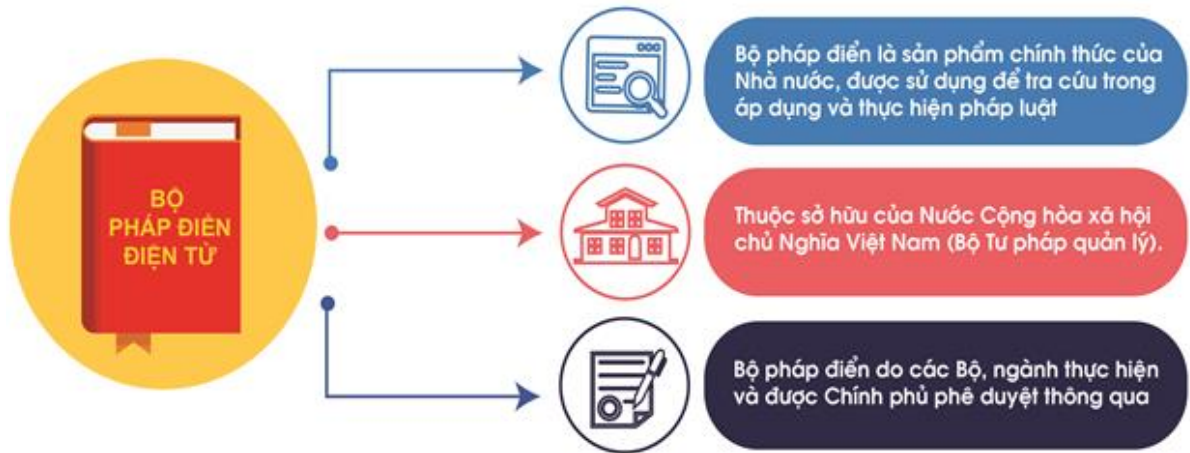 BỘ
PHÁP ĐIỂN
ĐIỆN TỬ
Bộ pháp điển là sản phẩm chính thức của
Nhà nước, được sử dụng để tra cứu trong
áp dụng và thực hiện pháp luật
Thuộc sở hữu của Nước Cộng hòa xã hội
chủ Nghĩa Việt Nam (Bộ Tư pháp quản lý).
Bộ pháp điển do các Bộ, ngành thực hiện
và được Chính phủ phê duyệt thông qua